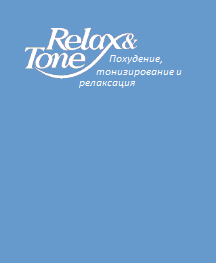 Relax&
Tone
Похудение,
тонизирование и
релаксация